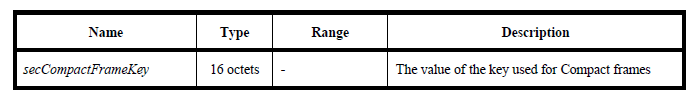 Name Type Range Description
secCompactFrameKey 16 octets - The value of the key used for Compact frames